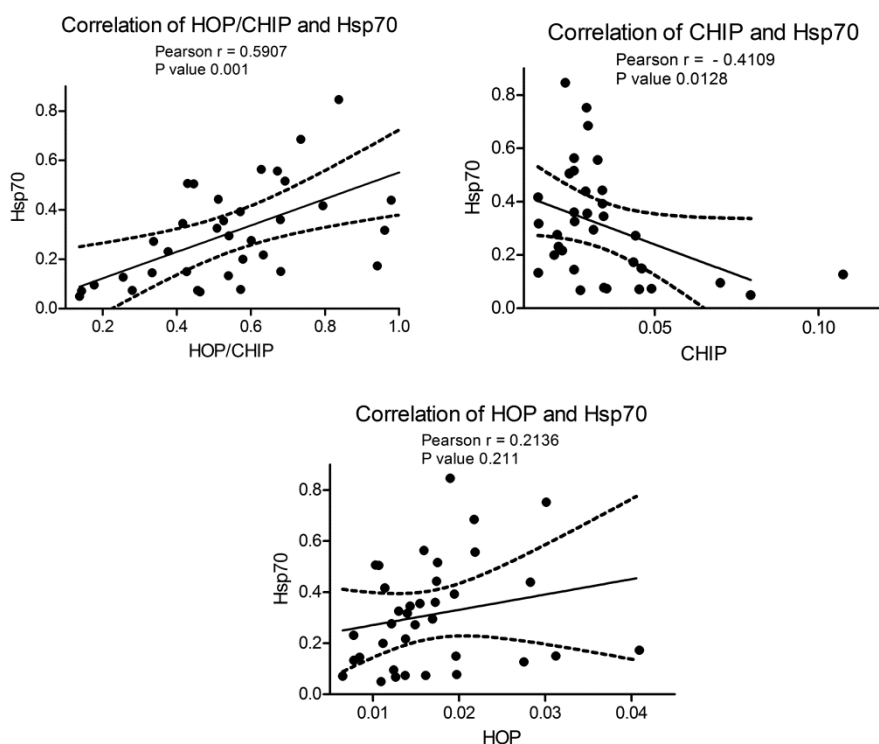 Correlation of HOP/CHIP and Hsp70
Pearson r = 0.5907
P value 0.001
Hsp70
0.8
0.6
0.4
0.2
0.0
0.2 0.4 0.6 0.8 1.0
HOP/CHIP
Correlation of CHIP and Hsp70
Pearson r = - 0.4109
P value 0.0128
Hsp70
0.8
0.6
0.4
0.2
0.0
0.05 0.10
CHIP
Correlation of HOP and Hsp70
Pearson r = 0.2136
P value 0.211
Hsp70
0.8
0.6
0.4
0.2
0.0
0.01 0.02 0.03 0.04
HOP